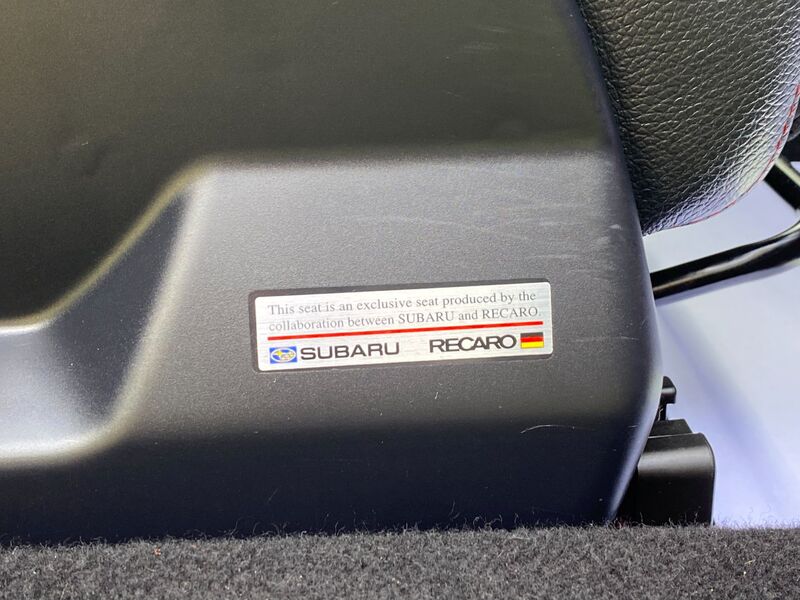 This seat is an exclusive seat produced by the
collaboration between SUBARU and RECARO.
SUBARU RECARO